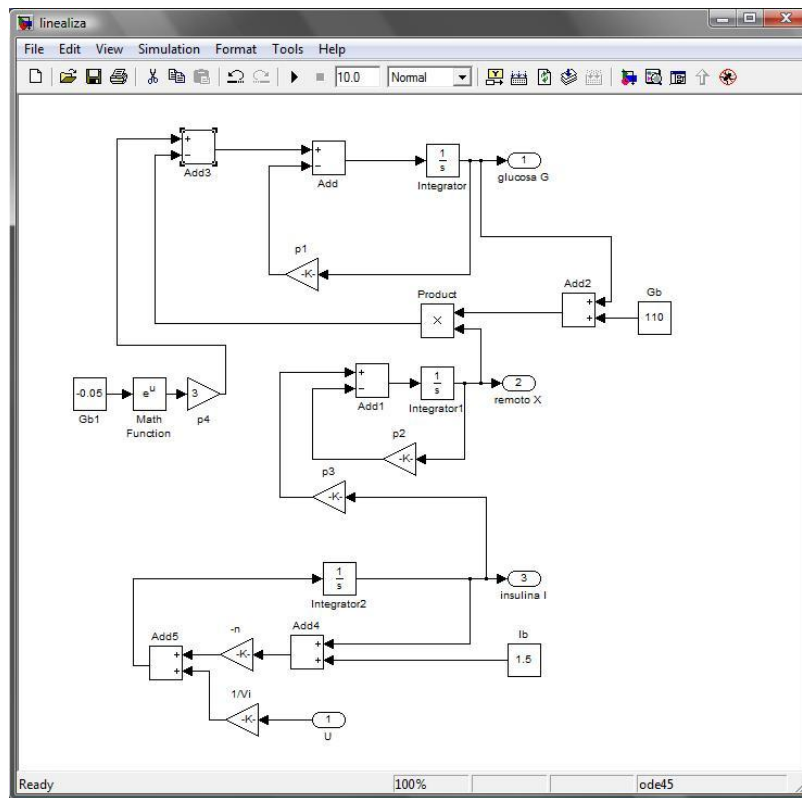 linealiza
File Edit View Simulation Format Tools Help
10.0 Normal
+
−
Add3
+
−
Add
1
s
Integrator
1
glucosa G
p1
-K-
Product
×
Add2
+
+
Gb
110
-0.05
Gb1
e^u
Math
Function
3
p4
+
−
Add1
1
s
Integrator1
2
remoto X
p2
-K-
p3
-K-
1
s
Integrator2
3
insulina I
Add5
+
+
-n
-K-
Add4
+
+
Ib
1.5
1/Vi
-K-
1
U
Ready 100% ode45